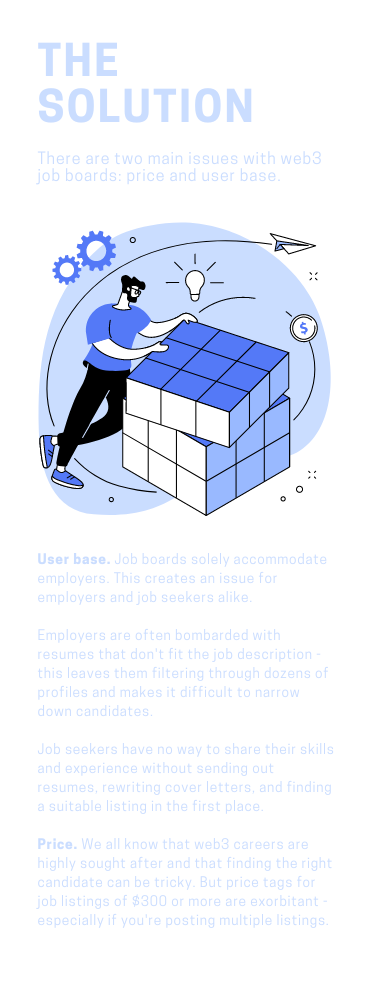 THE
SOLUTION
There are two main issues with web3
job boards: price and user base.
$
User base. Job boards solely accommodate
employers. This creates an issue for
employers and job seekers alike.
Employers are often bombarded with
resumes that don't fit the job description -
this leaves them filtering through dozens of
profiles and makes it difficult to narrow
down candidates.
Job seekers have no way to share their skills
and experience without sending out
resumes, rewriting cover letters, and finding
a suitable listing in the first place.
Price. We all know that web3 careers are
highly sought after and that finding the right
candidate can be tricky. But price tags for
job listings of $300 or more are exorbitant -
especially if you're posting multiple listings.